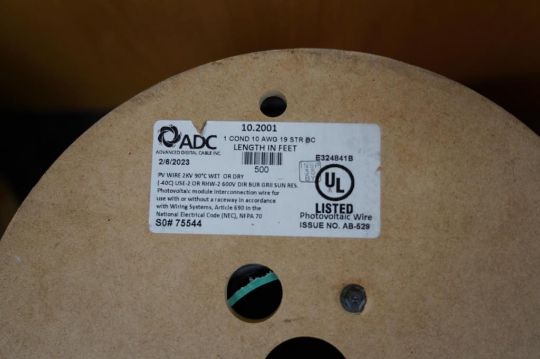 10.2001
1 COND 10 AWG 19 STR BC
ADC
LENGTH IN FEET
ADVANCED DIGITAL CABLE INC.
2/6/2023
500
E324841B
PV WIRE 2KV 90°C WET OR DRY
(-40C) USE-2 OR RHW-2 600V DIR BUR GRII SUN RES.
Photovoltaic module interconnection wire for
use with or without a raceway in accordance
with Wiring Systems, Article 690 in the
National Electrical Code (NEC), NFPA 70
UL
LISTED
Photovoltaic Wire
ISSUE NO. AB-529
SO# 75544